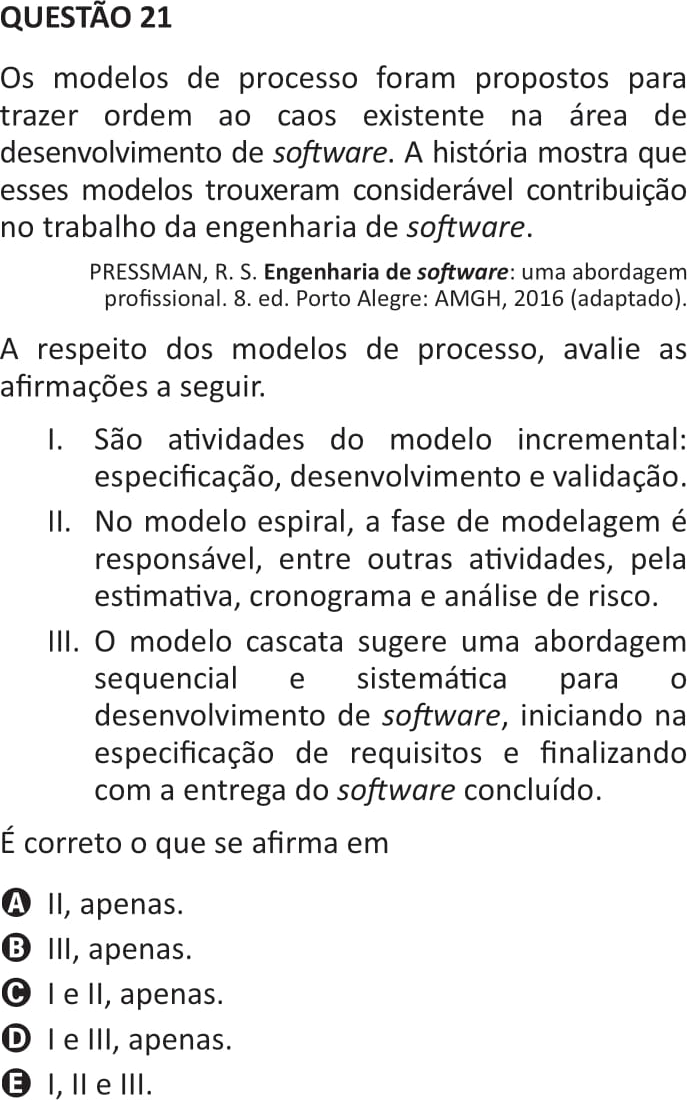 QUESTÃO 21
Os modelos de processo foram propostos para
trazer ordem ao caos existente na área de
desenvolvimento de software. A história mostra que
esses modelos trouxeram considerável contribuição
no trabalho da engenharia de software.
PRESSMAN, R. S. Engenharia de software: uma abordagem
profissional. 8. ed. Porto Alegre: AMGH, 2016 (adaptado).
A respeito dos modelos de processo, avalie as
afirmações a seguir.
I. São atividades do modelo incremental:
especificação, desenvolvimento e validação.
II. No modelo espiral, a fase de modelagem é
responsável, entre outras atividades, pela
estimativa, cronograma e análise de risco.
III. O modelo cascata sugere uma abordagem
sequencial e sistemática para o
desenvolvimento de software, iniciando na
especificação de requisitos e finalizando
com a entrega do software concluído.
É correto o que se afirma em
A II, apenas.
B III, apenas.
C I e II, apenas.
D I e III, apenas.
E I, II e III.